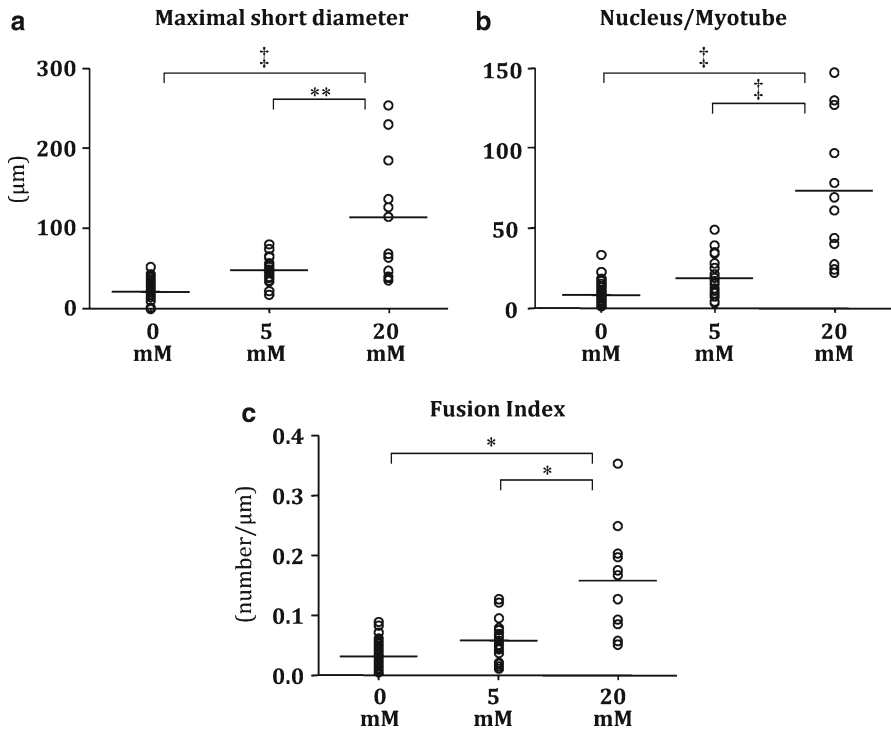 a Maximal short diameter
‡
**
300
200
100
0
(µm)
0 5 20
mM mM mM
b Nucleus/Myotube
‡
‡
150
100
50
0
0 5 20
mM mM mM
c Fusion Index
*
*
0.4
0.3
0.2
0.1
0.0
(number/µm)
0 5 20
mM mM mM